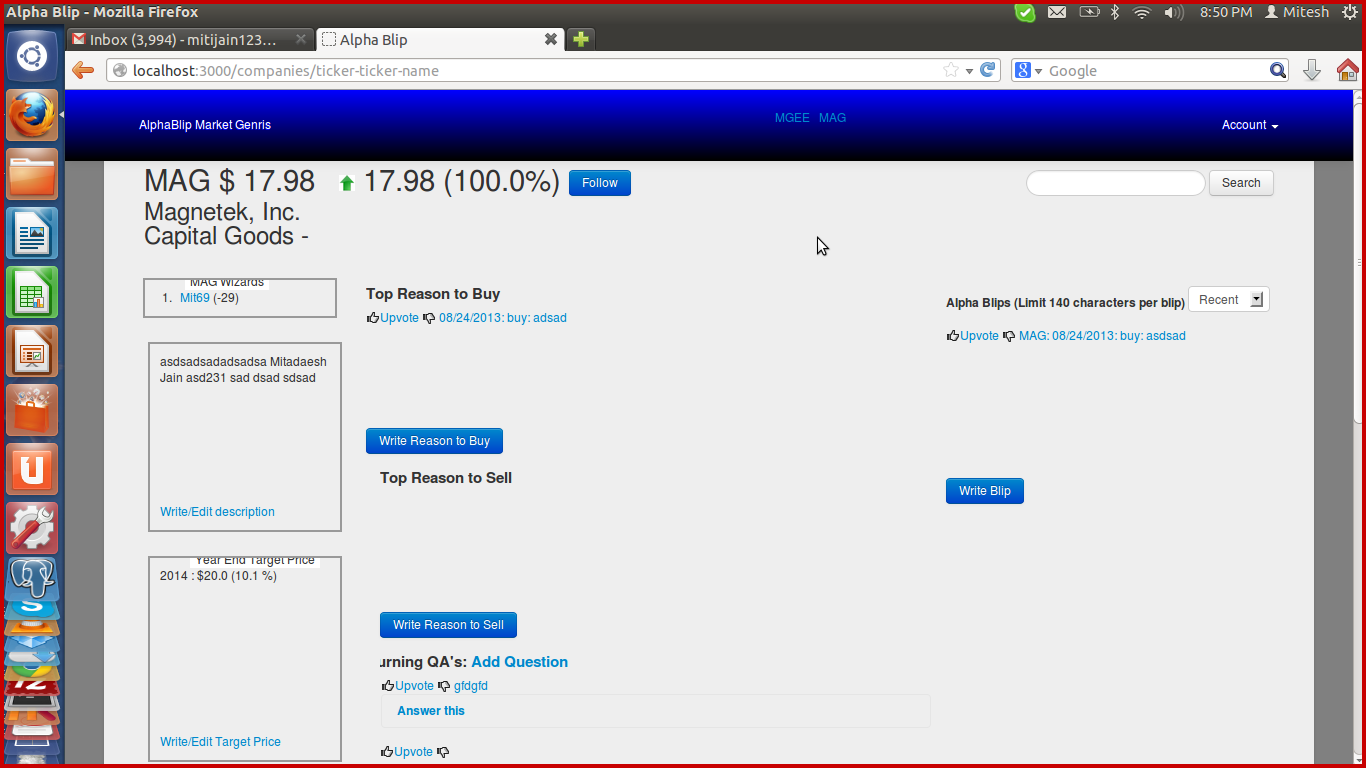 Alpha Blip - Mozilla Firefox
8:50 PM Mitesh
Inbox (3,994) - mitijain123...
Alpha Blip
localhost:3000/companies/ticker-ticker-name
Google
AlphaBlip Market Genris
MGEE MAG
Account
MAG $ 17.98 17.98 (100.0%) Follow
Search
Magnetek, Inc.
Capital Goods -
MAG Wizards
1. Mit69 (-29)
asdsadsadadsadsa Mitadaesh
Jain asd231 sad dsad sdsad
Write/Edit description
Year End Target Price
2014 : $20.0 (10.1 %)
Write/Edit Target Price
Top Reason to Buy
Upvote 08/24/2013: buy: adsad
Write Reason to Buy
Top Reason to Sell
Write Reason to Sell
urning QA's: Add Question
Upvote gfdgfd
Answer this
Upvote
Alpha Blips (Limit 140 characters per blip) Recent
Upvote MAG: 08/24/2013: buy: asdsad
Write Blip